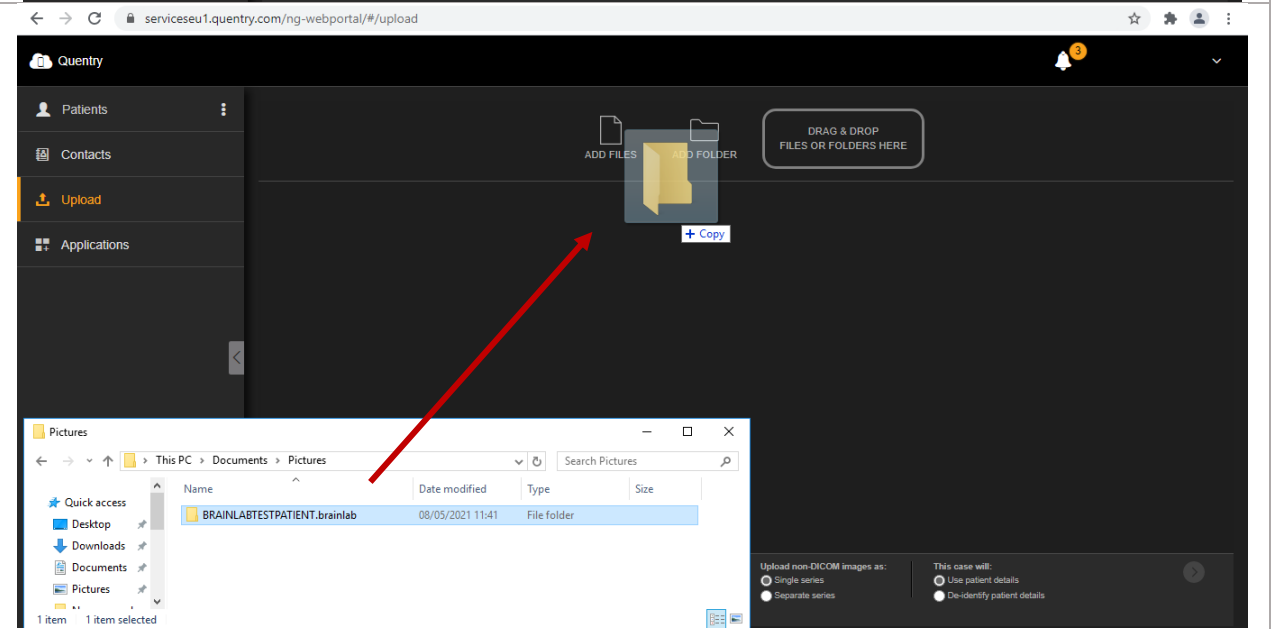 serviceseu1.quentry.com/ng-webportal/#/upload
Quentry
3
Patients
Contacts
Upload
Applications
ADD FILES
ADD FOLDER
DRAG & DROP
FILES OR FOLDERS HERE
+ Copy
Pictures
This PC > Documents > Pictures
Search Pictures
Name Date modified Type Size
Quick access
Desktop
Downloads
Documents
Pictures
BRAINLABTESTPATIENT.brainlab 08/05/2021 11:41 File folder
1 item 1 item selected
Upload non-DICOM images as:
Single series
Separate series
This case will:
Use patient details
De-identify patient details